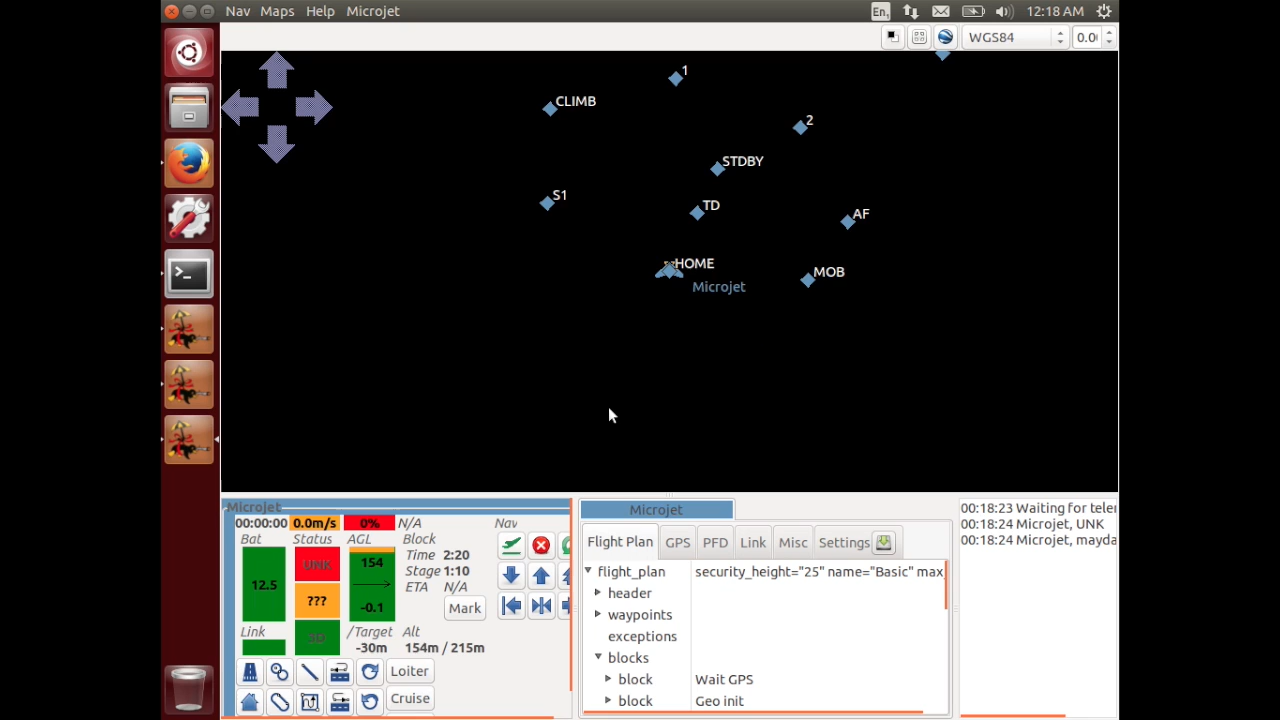 Nav Maps Help Microjet En 12:18 AM
WGS84 0.0
1
CLIMB
2
STDBY
S1
TD
AF
HOME
MOB
Microjet
Microjet
00:00:00 0.0m/s 0% N/A Nav
Bat Status AGL Block
Time 2:20
UNK 154
Stage 1:10
12.5 ETA N/A
??? -0.1 Mark
Link 3D /Target Alt
-30m 154m / 215m
Loiter
Cruise
Microjet
Flight Plan GPS PFD Link Misc Settings
flight_plan security_height="25" name="Basic" max
header
waypoints
exceptions
blocks
block Wait GPS
block Geo init
00:18:23 Waiting for teler
00:18:24 Microjet, UNK
00:18:24 Microjet, mayda